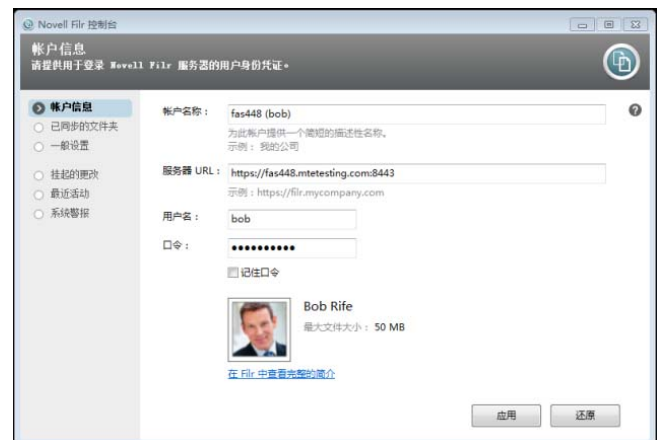 Novell Filr 控制台
帐户信息
请提供用于登录 Novell Filr 服务器的用户身份凭证。
帐户信息
已同步的文件夹
一般设置
挂起的更改
最近活动
系统警报
帐户名称：
fas448 (bob)
为此帐户提供一个简短的描述性名称。
示例： 我的公司
服务器 URL：
https://fas448.mtetesting.com:8443
示例：https://filr.mycompany.com
用户名：
bob
口令：
记住口令
Bob Rife
最大文件大小： 50 MB
在 Filr 中查看完整的简介
应用
还原